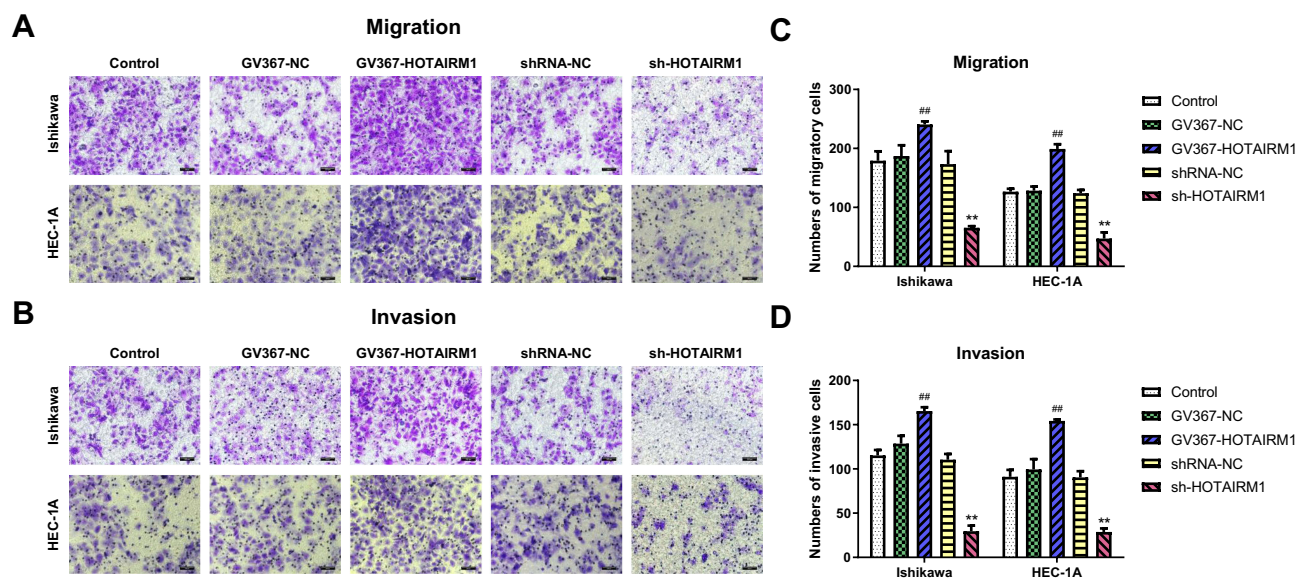 A
Migration
Control GV367-NC GV367-HOTAIRM1 shRNA-NC sh-HOTAIRM1
Ishikawa
HEC-1A
B
Invasion
Control GV367-NC GV367-HOTAIRM1 shRNA-NC sh-HOTAIRM1
Ishikawa
HEC-1A
C
Migration
Numbers of migratory cells
300
200
100
0
##
**
##
**
Ishikawa HEC-1A
Control
GV367-NC
GV367-HOTAIRM1
shRNA-NC
sh-HOTAIRM1
D
Invasion
Numbers of invasive cells
200
150
100
50
0
##
**
##
**
Ishikawa HEC-1A
Control
GV367-NC
GV367-HOTAIRM1
shRNA-NC
sh-HOTAIRM1